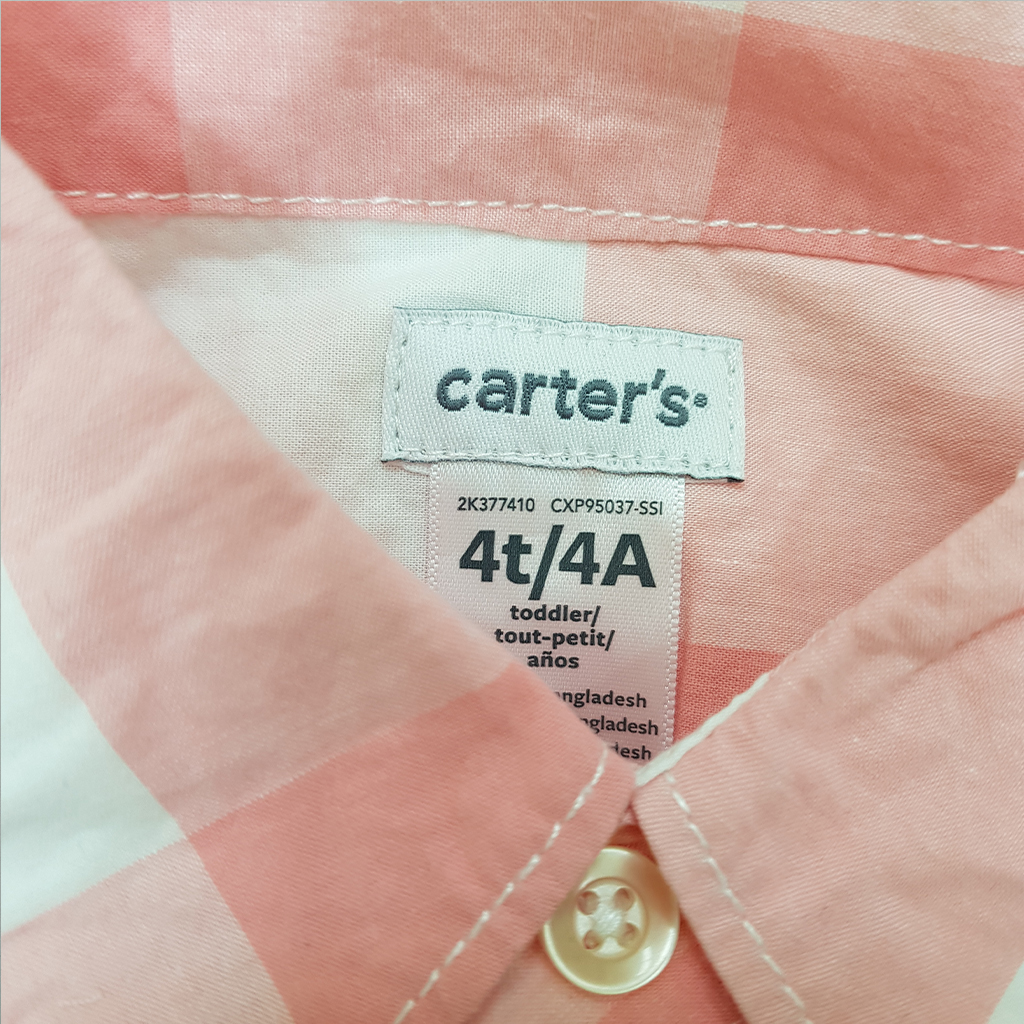 carter's®
2K377410 CXP95037-SSI
4t/4A
toddler/
tout-petit/
años